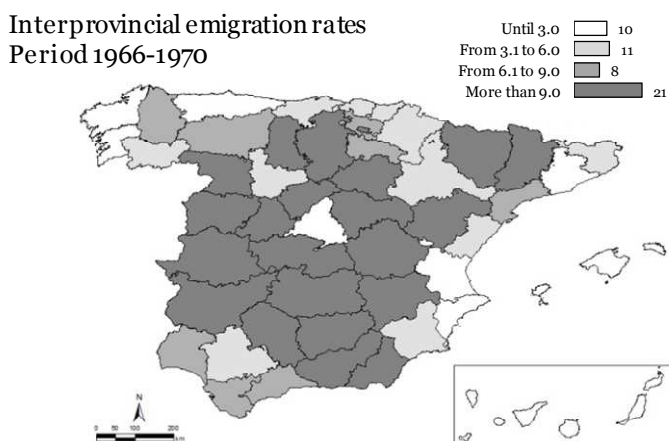 Interprovincial emigration rates
Period 1966-1970
Until 3.0 10
From 3.1 to 6.0 11
From 6.1 to 9.0 8
More than 9.0 21
N
0 50 100 200
km